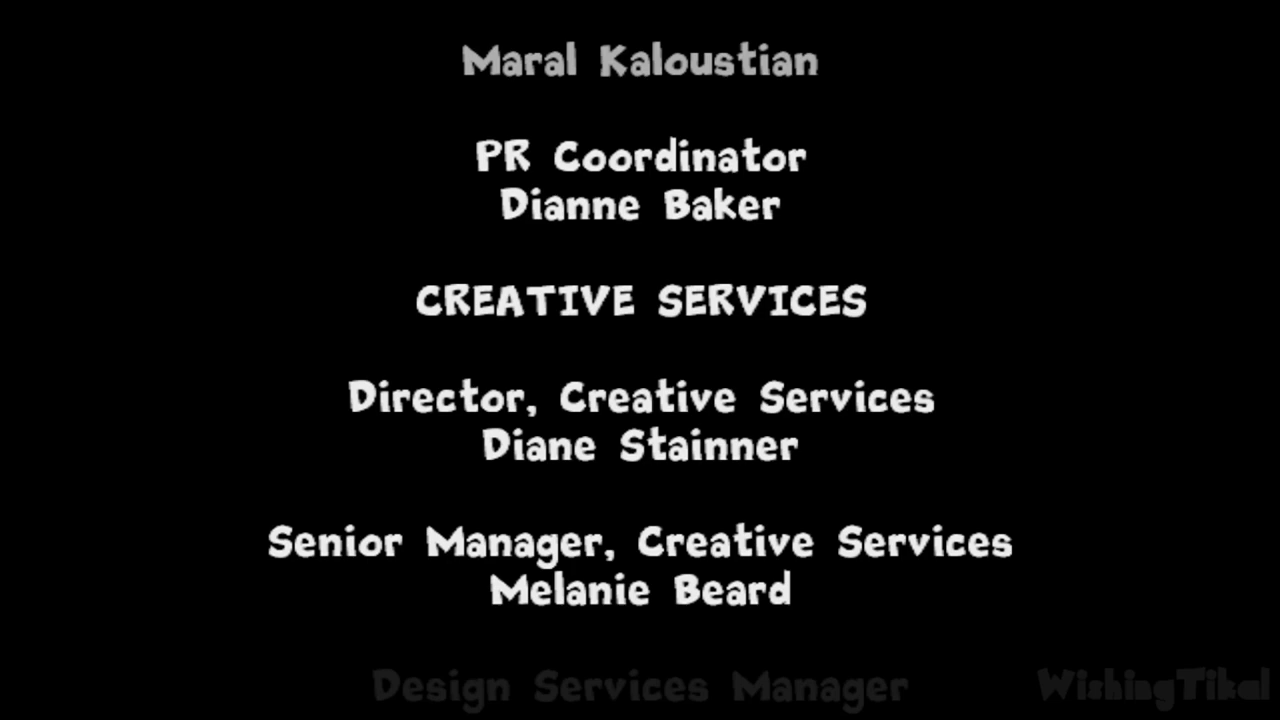 Maral Kaloustian
PR Coordinator
Dianne Baker
CREATIVE SERVICES
Director, Creative Services
Diane Stainner
Senior Manager, Creative Services
Melanie Beard
Design Services Manager
WishingTikal